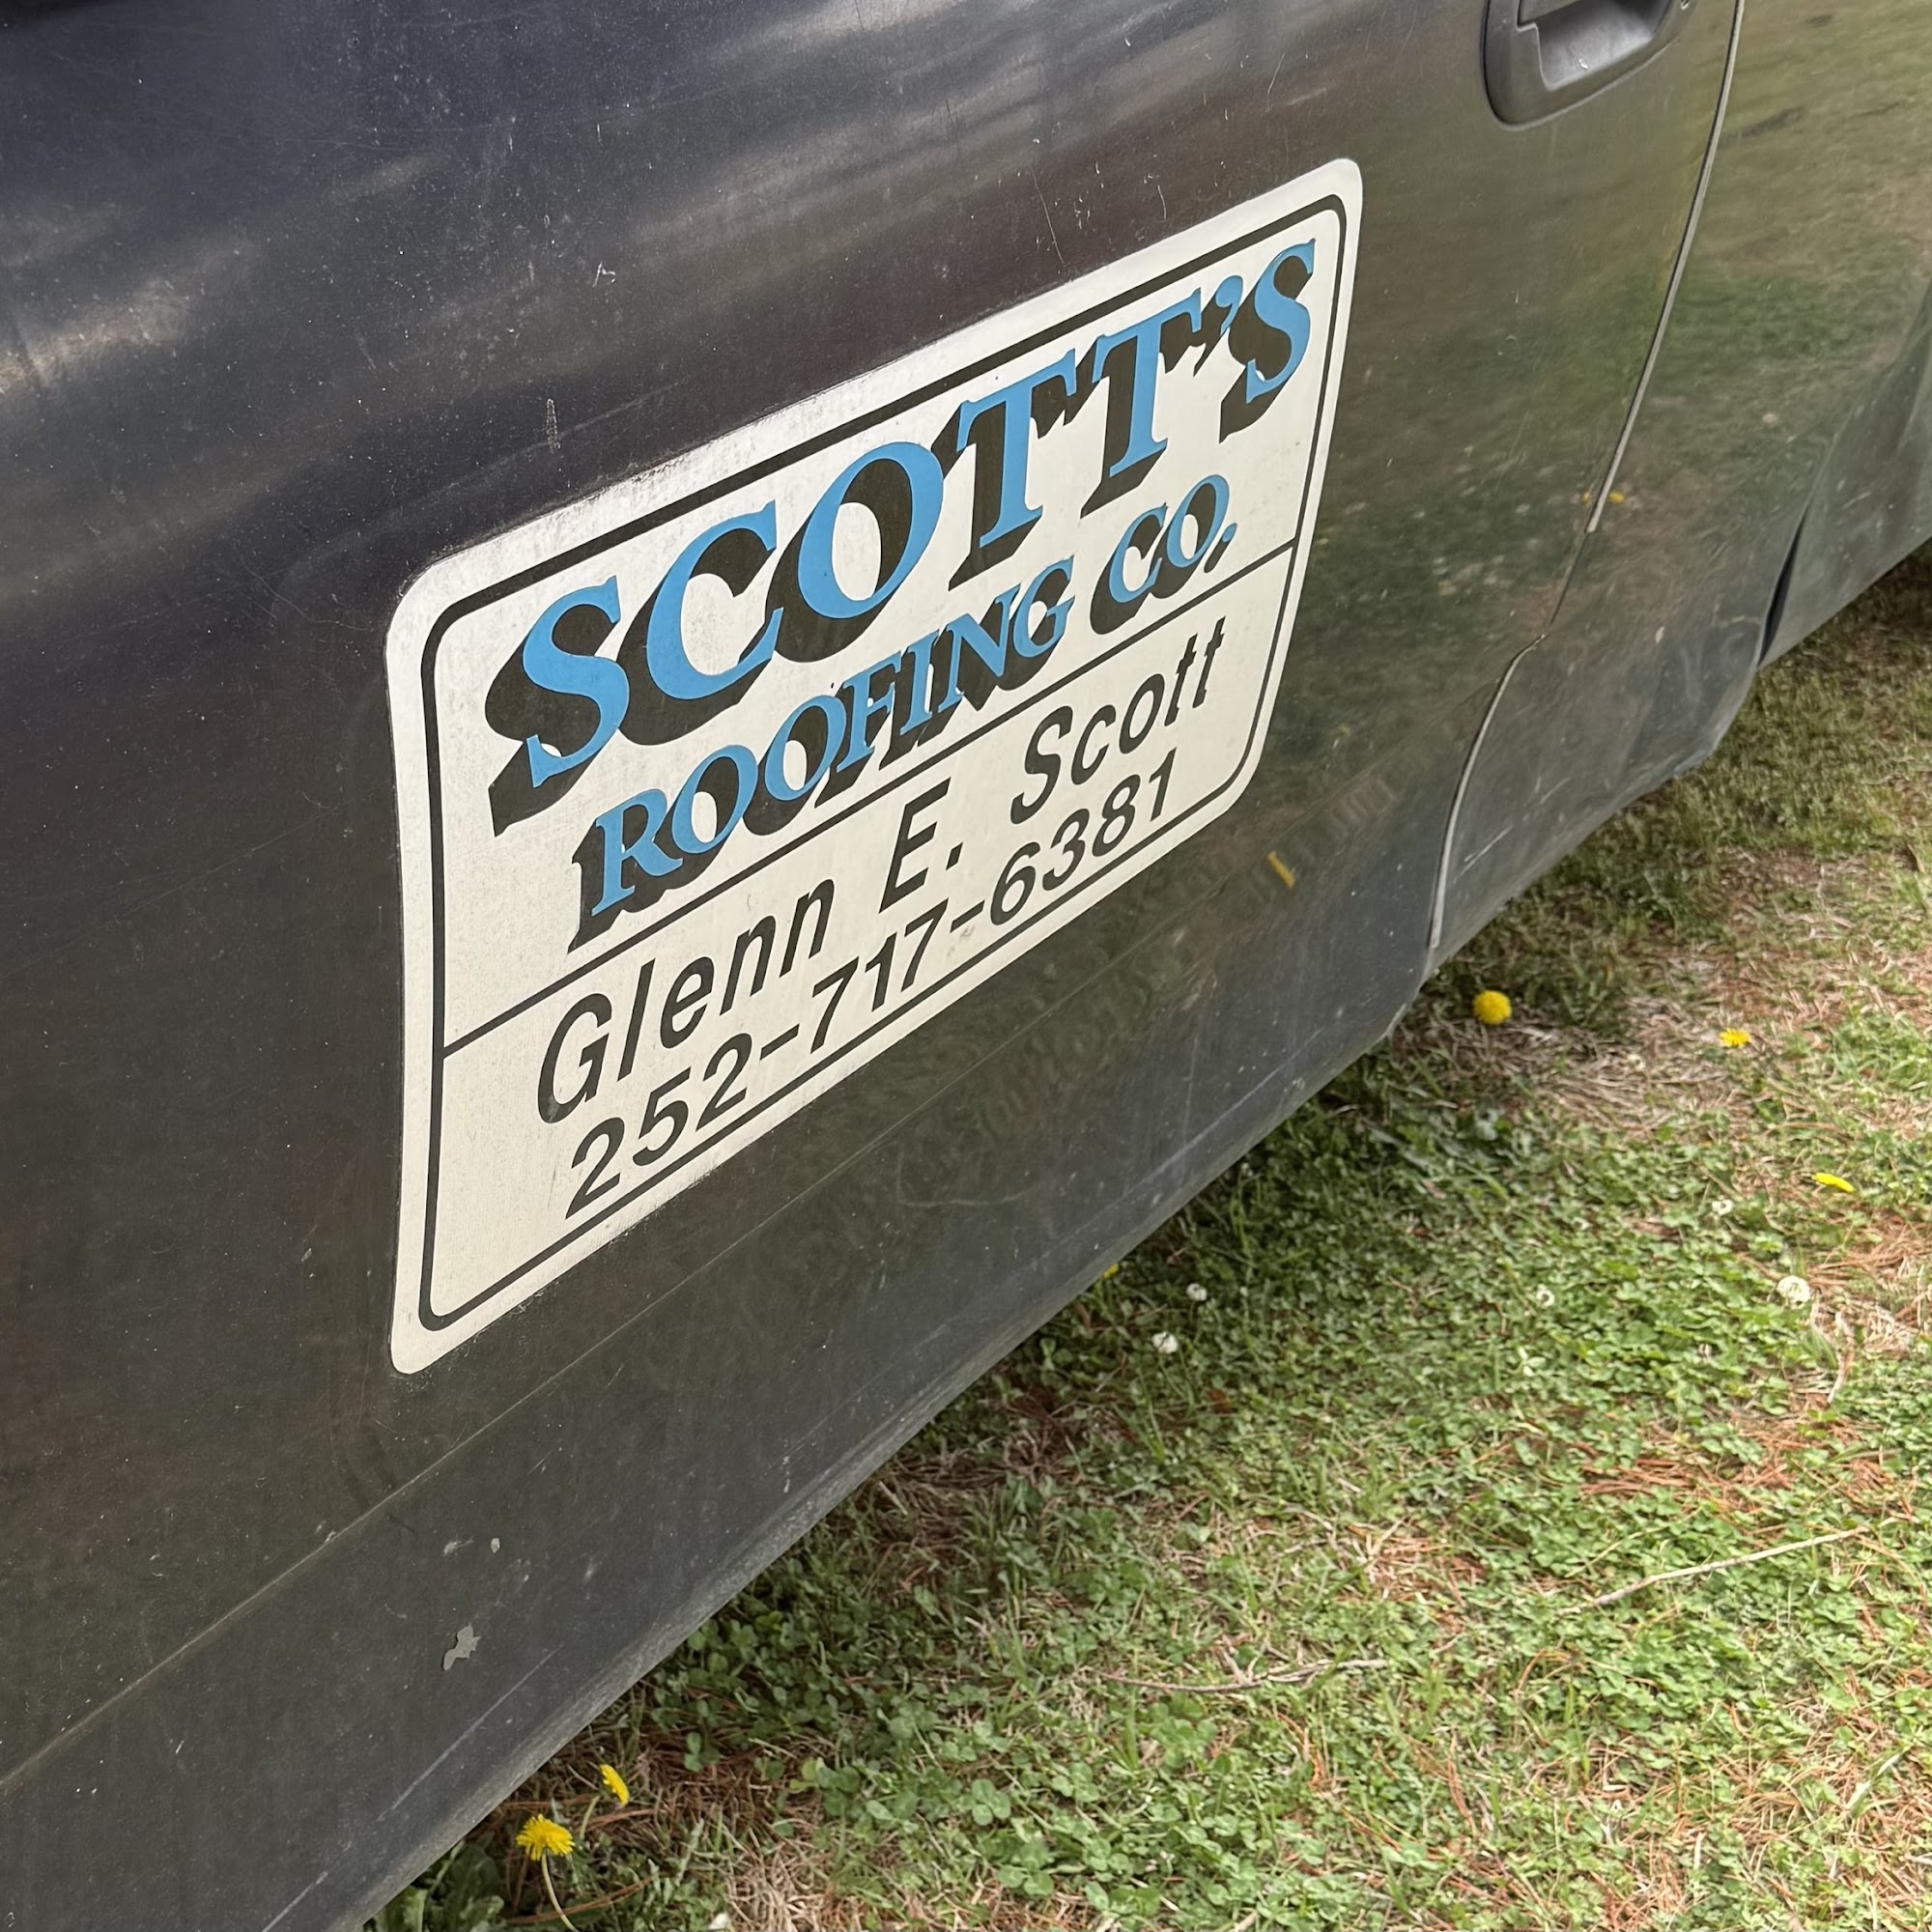 SCOTT'S
ROOFING CO.
Glenn E. Scott
252-717-6381